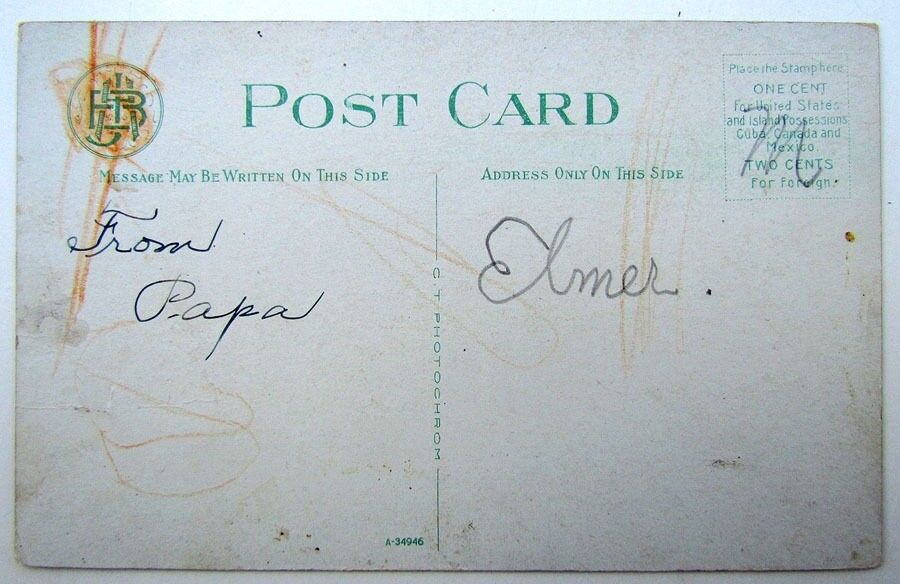 POST CARD
Place the Stamp here
ONE CENT
For United States
and Island Possessions
Cuba, Canada and
Mexico.
TWO CENTS
For Foreign.
MESSAGE MAY BE WRITTEN ON THIS SIDE
ADDRESS ONLY ON THIS SIDE
From
Papa
Elmer.
C T PHOTOCHROM
A-34946